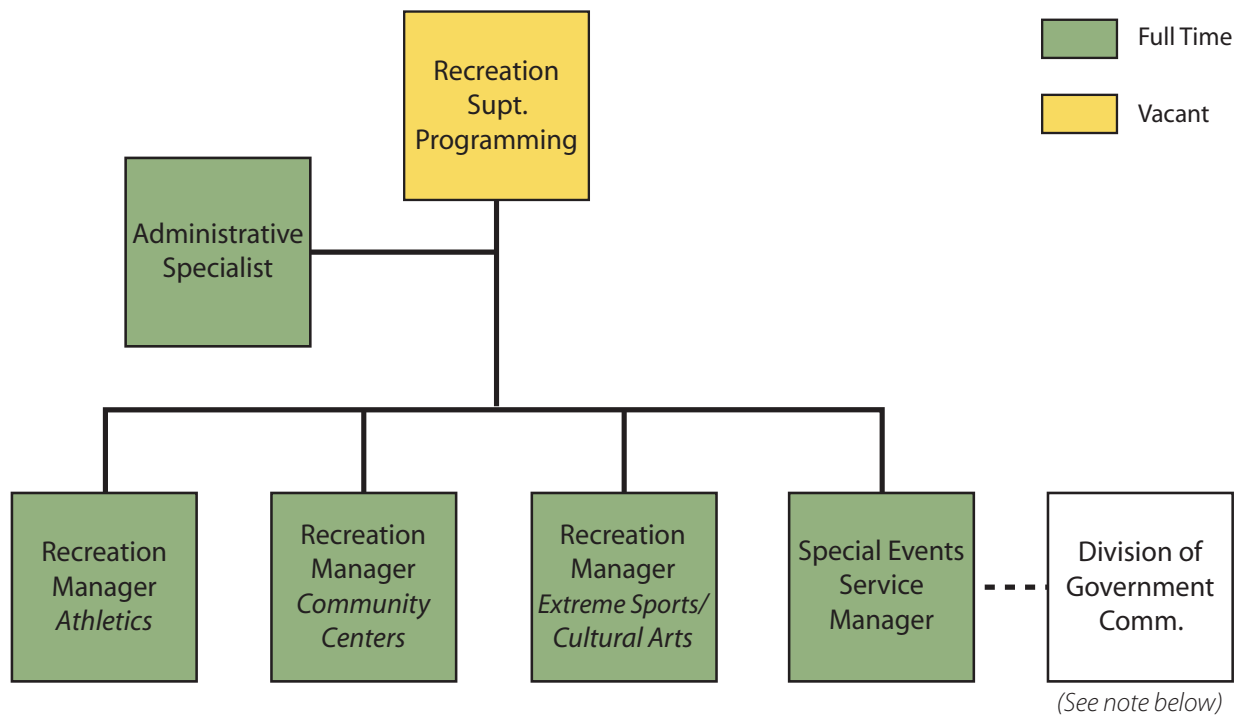 Recreation
Supt.
Programming
Full Time
Vacant
Administrative
Specialist
Recreation
Manager
Athletics
Recreation
Manager
Community
Centers
Recreation
Manager
Extreme Sports/
Cultural Arts
Special Events
Service
Manager
Division of
Government
Comm.
(See note below)